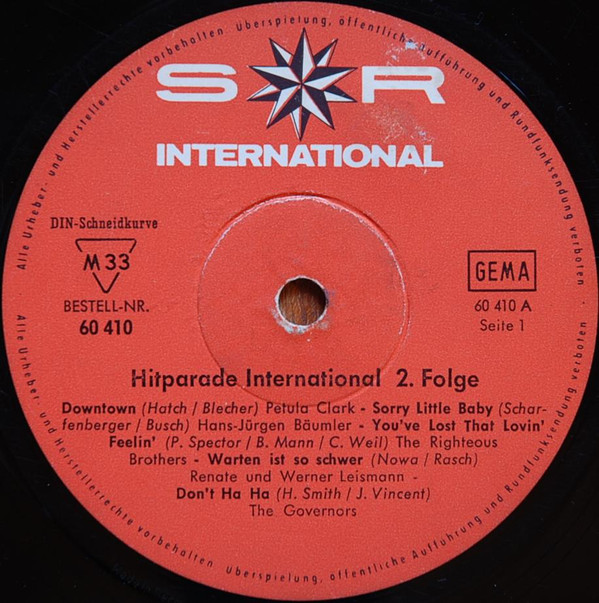 Alle Urheber- und Herstellerrechte vorbehalten Überspielung, öffentliche Aufführung und Rundfunksendung verboten
S R
INTERNATIONAL
DIN-Schneidkurve
M 33
BESTELL-NR.
60 410
GEMA
60 410 A
Seite 1
Hitparade International 2. Folge
Downtown (Hatch / Blecher) Petula Clark - Sorry Little Baby (Schar-
fenberger / Busch) Hans-Jürgen Bäumler - You've Lost That Lovin'
Feelin' (P. Spector / B. Mann / C. Weil) The Righteous
Brothers - Warten ist so schwer (Nowa / Rasch)
Renate und Werner Leismann -
Don't Ha Ha (H. Smith / J. Vincent)
The Governors
Alle Urheber- und Herstellerrechte vorbehalten Überspielung, öffentliche Aufführung und Rundfunksendung verboten -